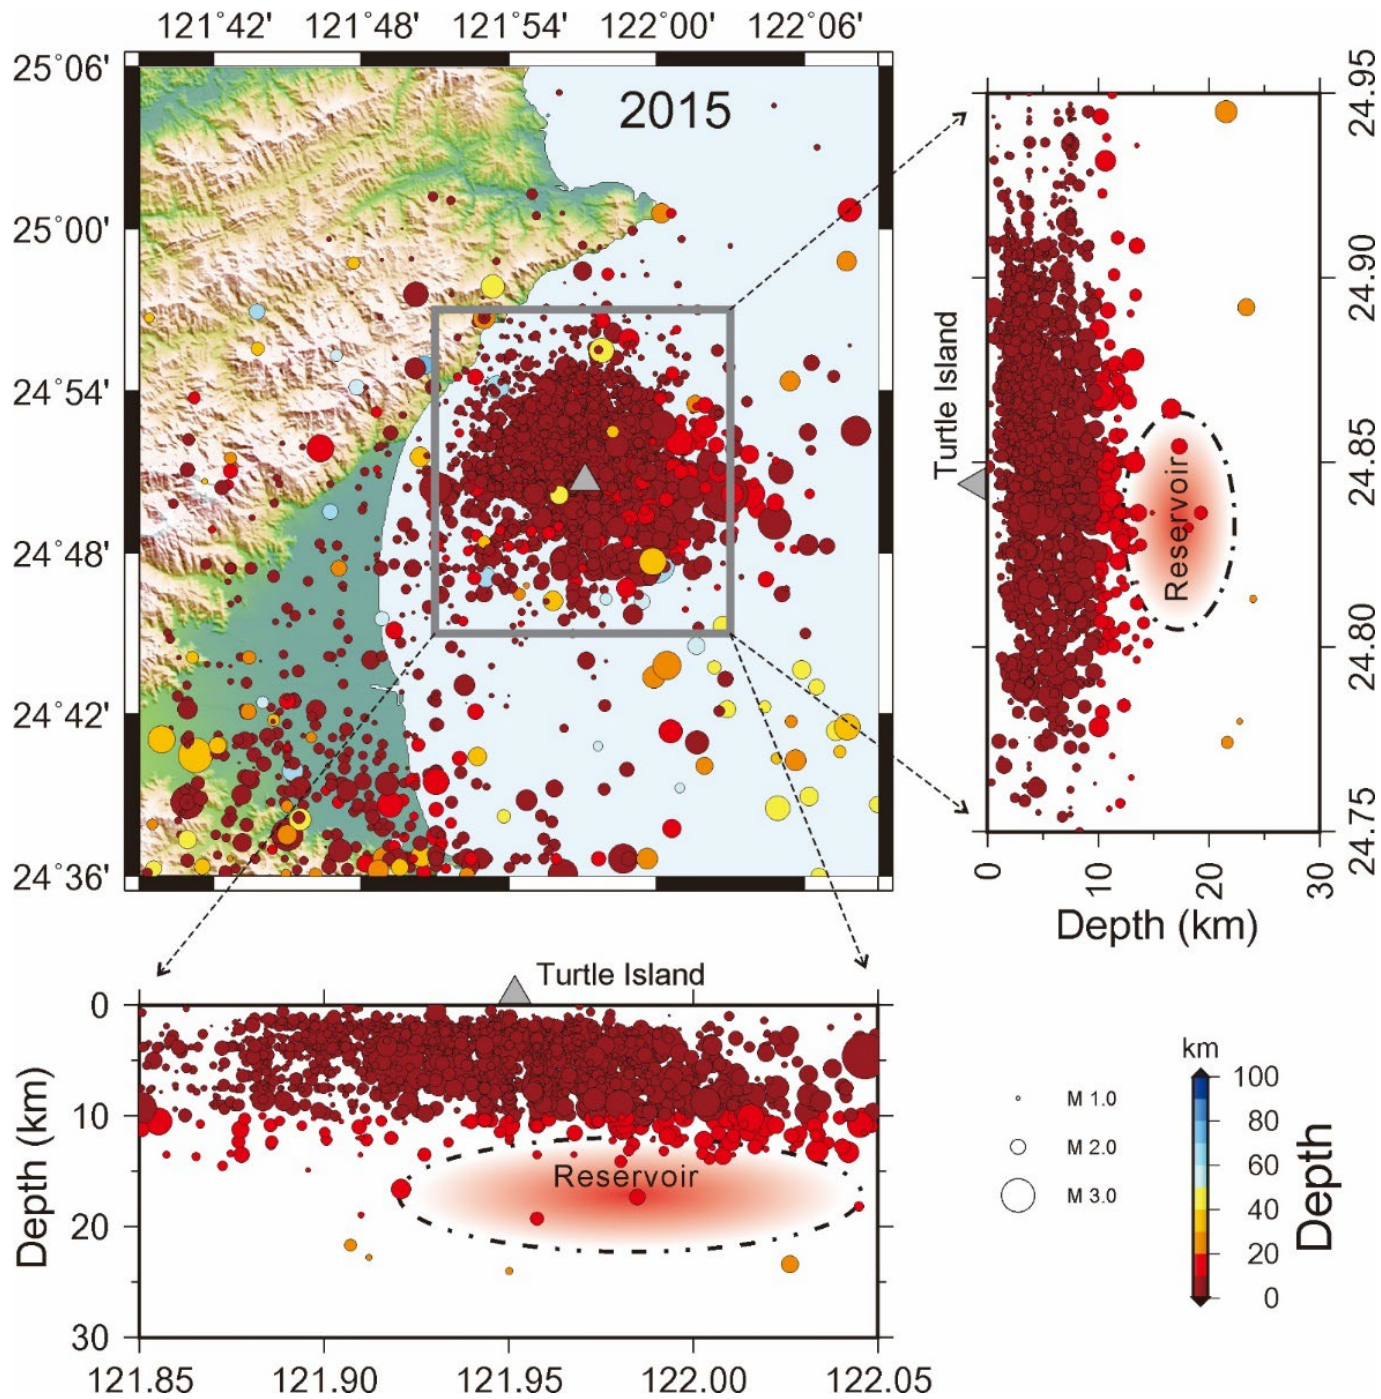 121°42' 121°48' 121°54' 122°00' 122°06'
25°06'
25°00'
24°54'
24°48'
24°42'
24°36'
2015
24.95
24.90
24.85
24.80
24.75
Turtle Island
Reservoir
0 10 20 30
Depth (km)
Turtle Island
0
10
20
30
Depth (km)
Reservoir
121.85 121.90 121.95 122.00 122.05
M 1.0
M 2.0
M 3.0
km
100
80
60
40
20
0
Depth